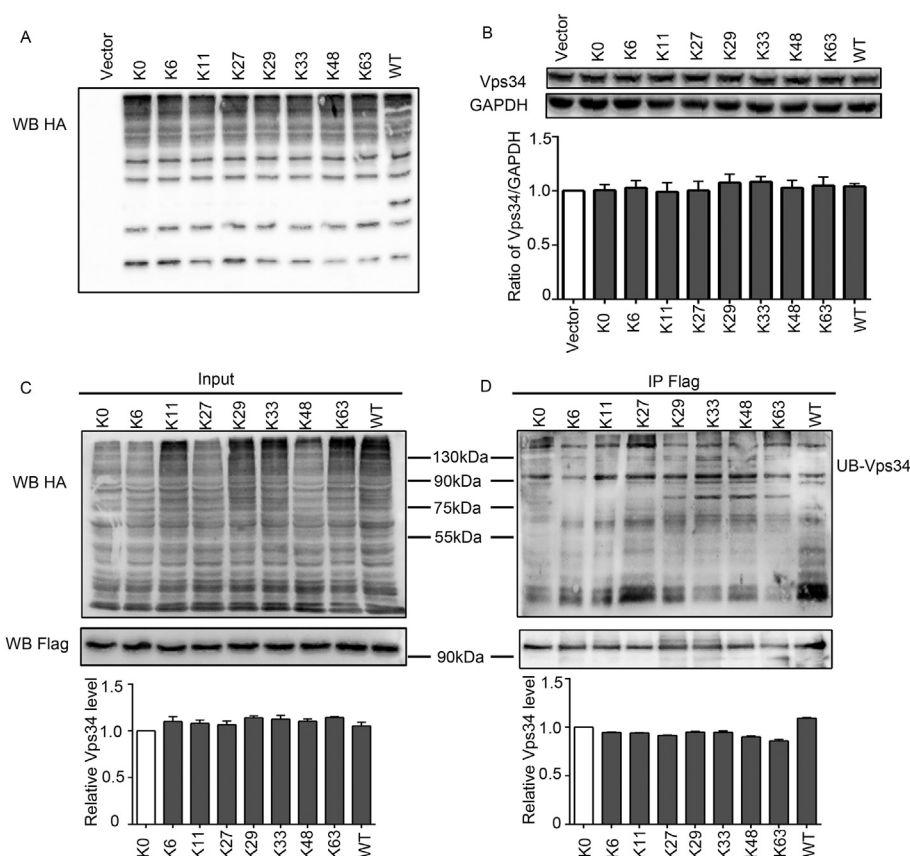 A
Vector K0 K6 K11 K27 K29 K33 K48 K63 WT
WB HA
B
Vector K0 K6 K11 K27 K29 K33 K48 K63 WT
Vps34
GAPDH
Ratio of Vps34/GAPDH
1.5
1.0
0.5
0
Vector K0 K6 K11 K27 K29 K33 K48 K63 WT
C
Input
K0 K6 K11 K27 K29 K33 K48 K63 WT
WB HA
130kDa
90kDa
75kDa
55kDa
WB Flag
90kDa
Relative Vps34 level
1.5
1.0
0.5
0
K0 K6 K11 K27 K29 K33 K48 K63 WT
D
IP Flag
K0 K6 K11 K27 K29 K33 K48 K63 WT
UB-Vps34
Relative Vps34 level
1.5
1.0
0.5
0
K0 K6 K11 K27 K29 K33 K48 K63 WT